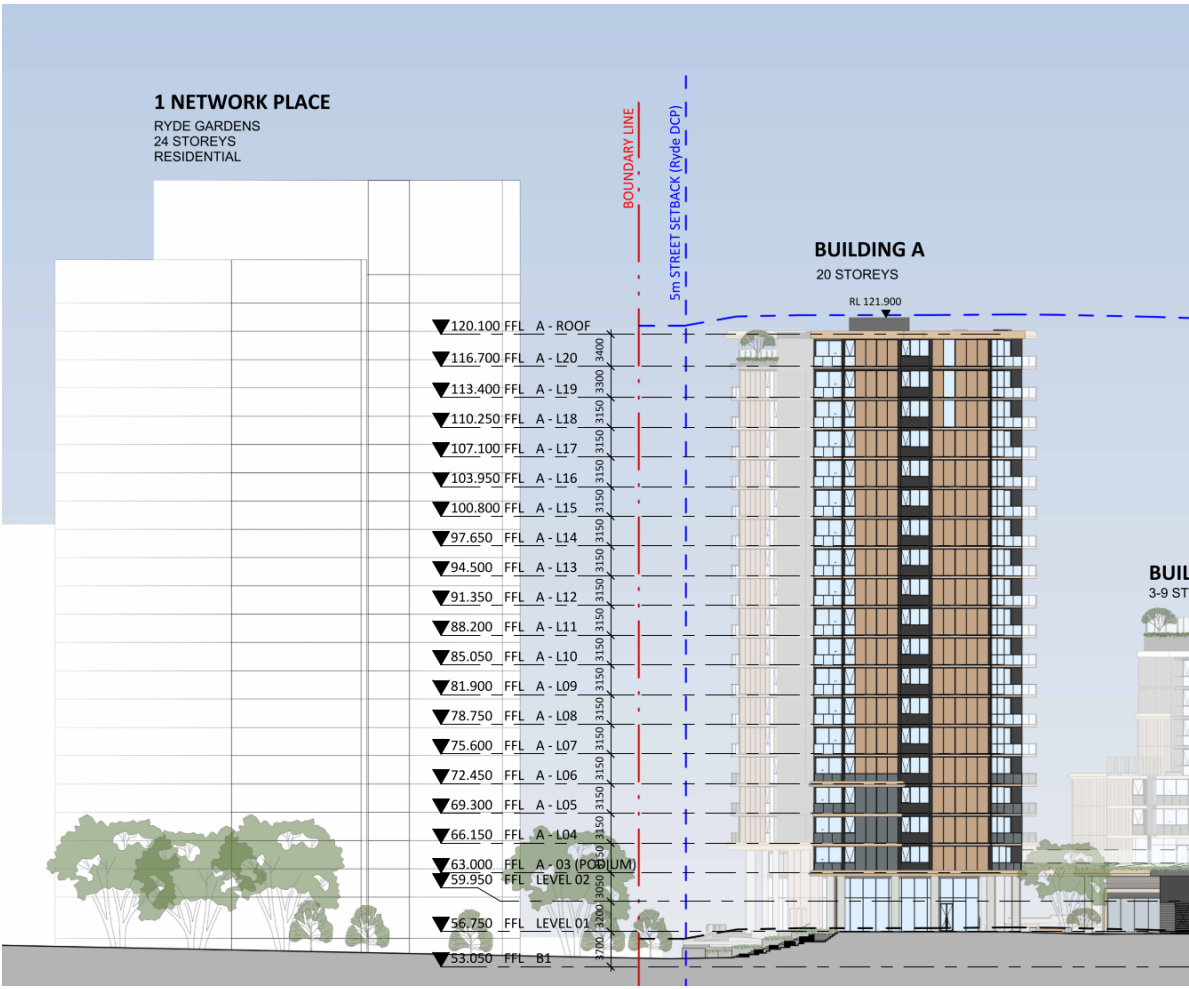 1 NETWORK PLACE
RYDE GARDENS
24 STOREYS
RESIDENTIAL
BOUNDARY LINE
5m STREET SETBACK (Ryde DCP)
BUILDING A
20 STOREYS
RL 121.900
120.100 FFL A - ROOF
3400
116.700 FFL A - L20
3300
113.400 FFL A - L19
3150
110.250 FFL A - L18
3150
107.100 FFL A - L17
3150
103.950 FFL A - L16
3150
100.800 FFL A - L15
3150
97.650 FFL A - L14
3150
94.500 FFL A - L13
3150
91.350 FFL A - L12
3150
88.200 FFL A - L11
3150
85.050 FFL A - L10
3150
81.900 FFL A - L09
3150
78.750 FFL A - L08
3150
75.600 FFL A - L07
3150
72.450 FFL A - L06
3150
69.300 FFL A - L05
3150
66.150 FFL A - L04
63.000 FFL A - 03 (PODIUM)
59.950 FFL LEVEL 02
3050
3200
56.750 FFL LEVEL 01
3700
53.050 FFL B1
BUIL
3-9 ST